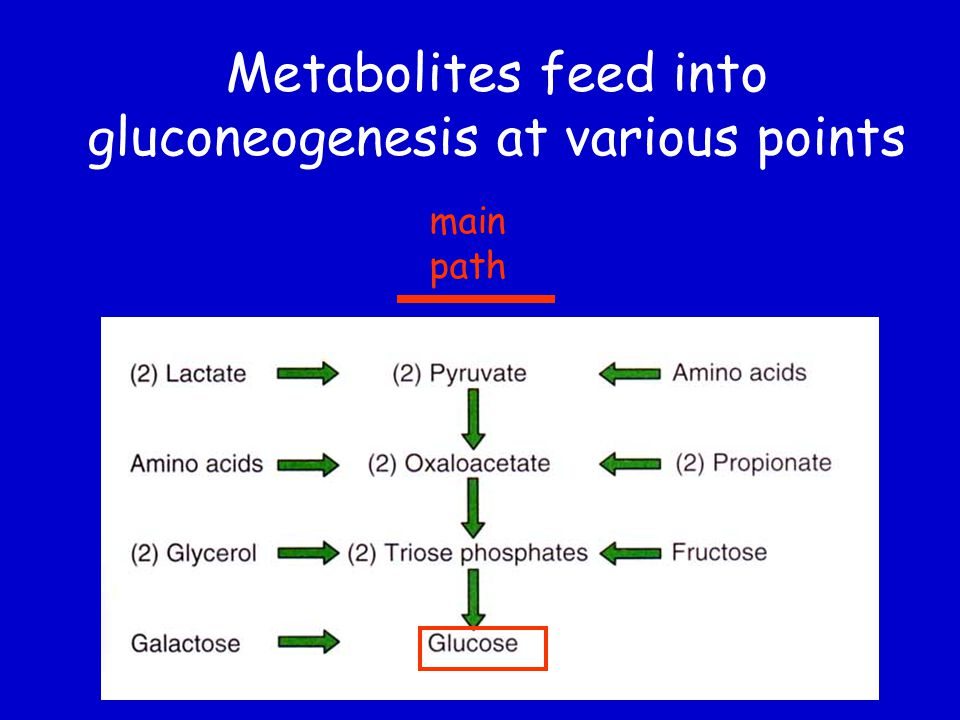 Metabolites feed into
gluconeogenesis at various points
main
path
(2) Lactate (2) Pyruvate Amino acids
Amino acids (2) Oxaloacetate (2) Propionate
(2) Glycerol (2) Triose phosphates Fructose
Galactose Glucose